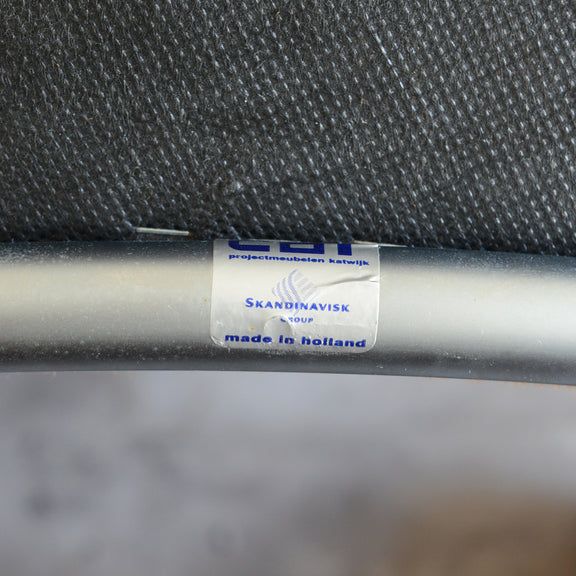 projectmeubelen katwijk
SKANDINAVISK
GROUP
made in holland